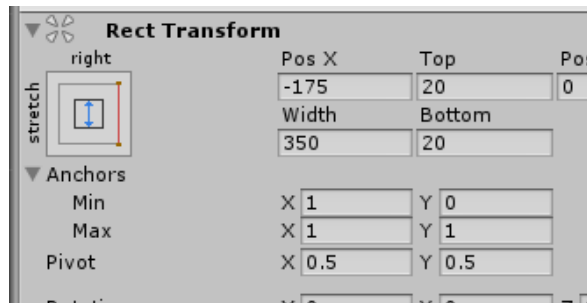 Rect Transform
right
Pos X Top Pos
stretch
-175 20 0
Width Bottom
350 20
Anchors
Min X 1 Y 0
Max X 1 Y 1
Pivot X 0.5 Y 0.5